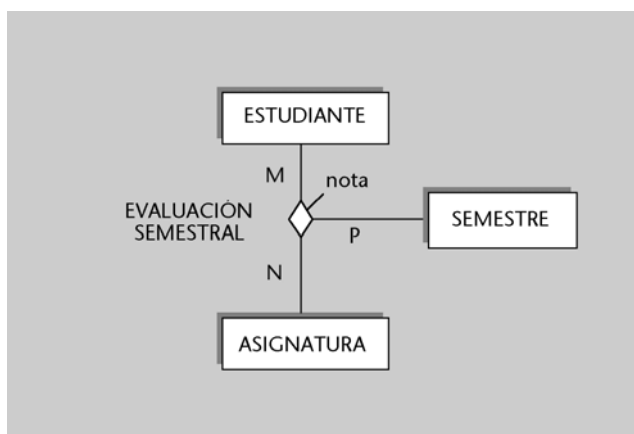 ESTUDIANTE
M
nota
EVALUACIÓN
SEMESTRAL
P
SEMESTRE
N
ASIGNATURA